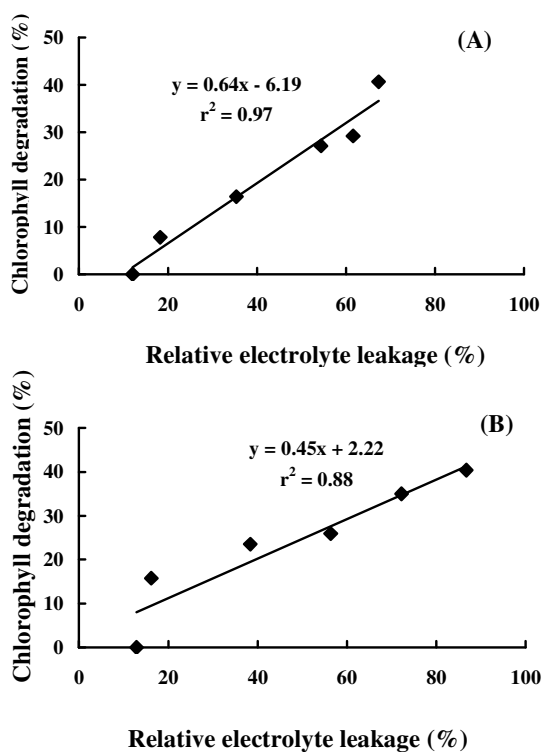 (A)
Chlorophyll degradation (%)
50
40
30
20
10
0
y = 0.64x - 6.19
r² = 0.97
0 20 40 60 80 100
Relative electrolyte leakage (%)
(B)
Chlorophyll degradation (%)
50
40
30
20
10
0
y = 0.45x + 2.22
r² = 0.88
0 20 40 60 80 100
Relative electrolyte leakage (%)